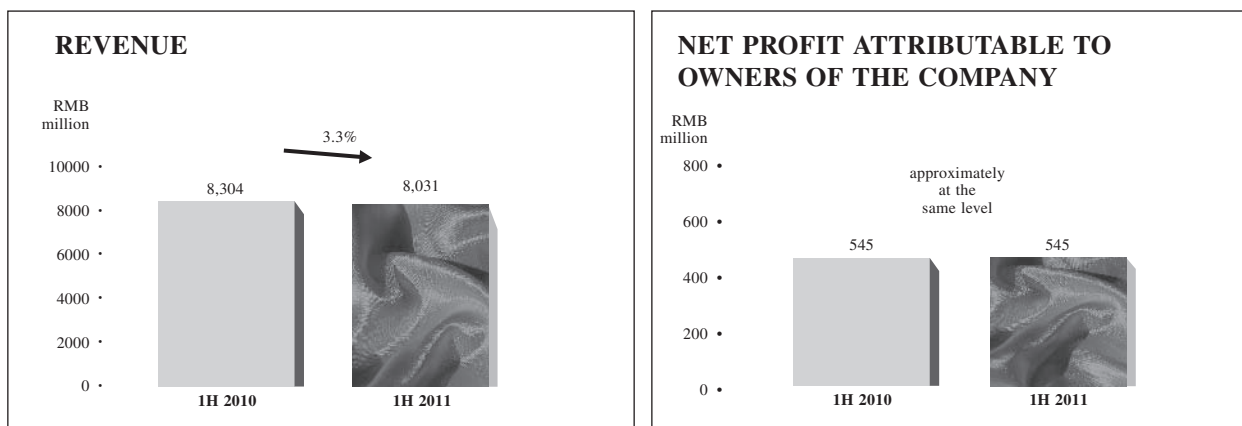 REVENUE
RMB
million
3.3%
10000
8,304
8,031
8000
6000
4000
2000
0
1H 2010
1H 2011
NET PROFIT ATTRIBUTABLE TO
OWNERS OF THE COMPANY
RMB
million
800
approximately
at the
same level
600
545
545
400
200
0
1H 2010
1H 2011